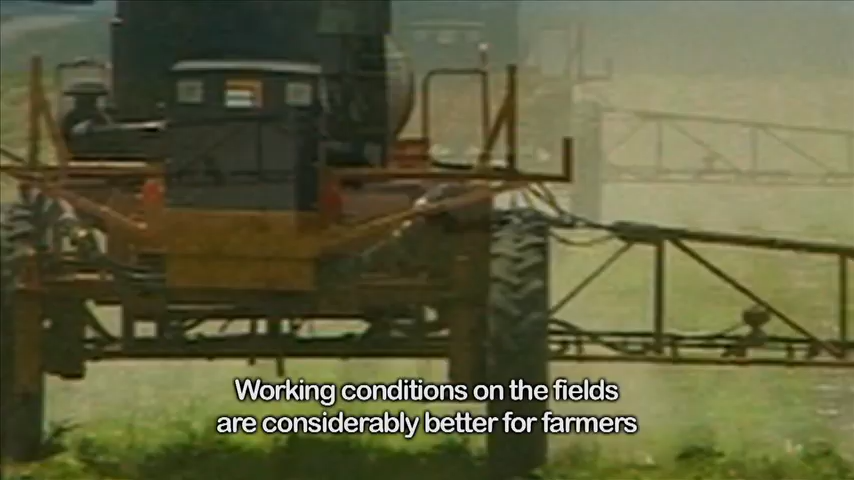 Working conditions on the fields
are considerably better for farmers